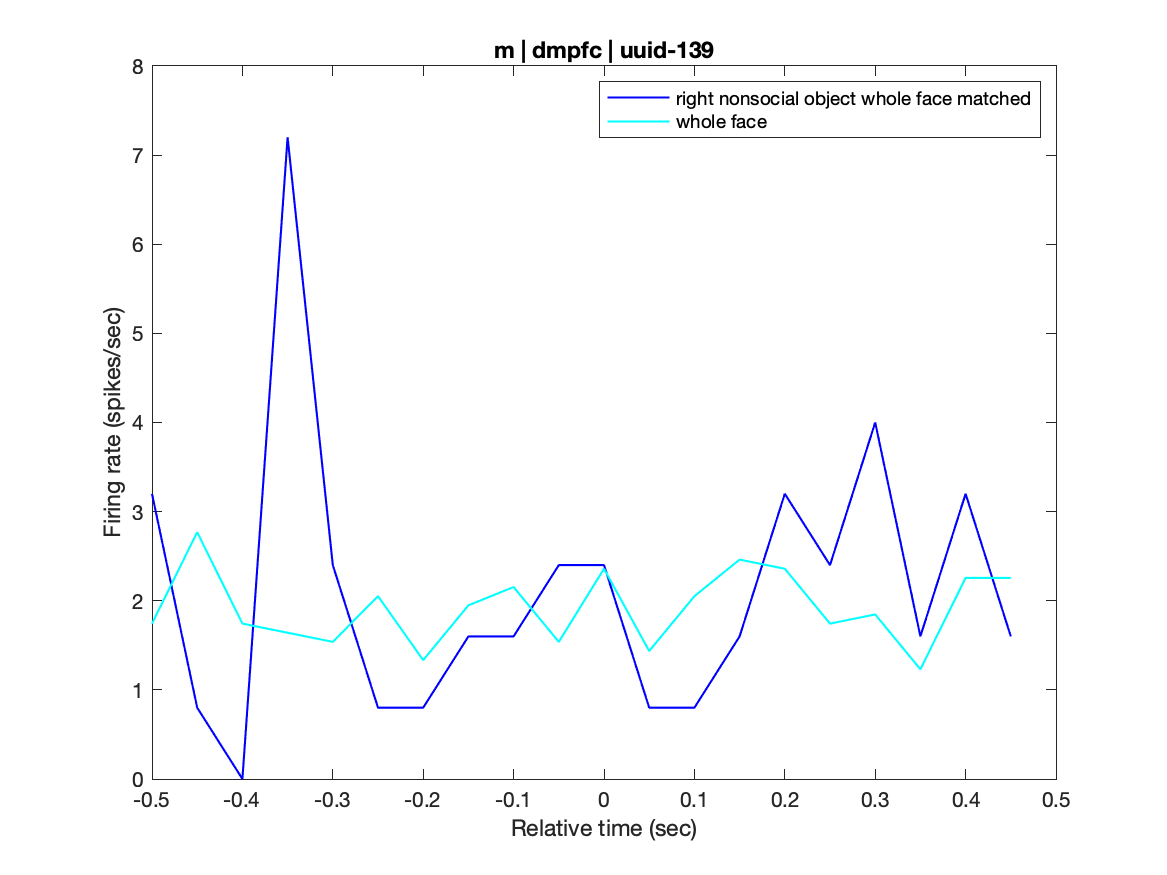 m | dmpfc | uuid-139
right nonsocial object whole face matched
whole face
8
7
6
5
4
3
2
1
0
Firing rate (spikes/sec)
-0.5 -0.4 -0.3 -0.2 -0.1 0 0.1 0.2 0.3 0.4 0.5
Relative time (sec)